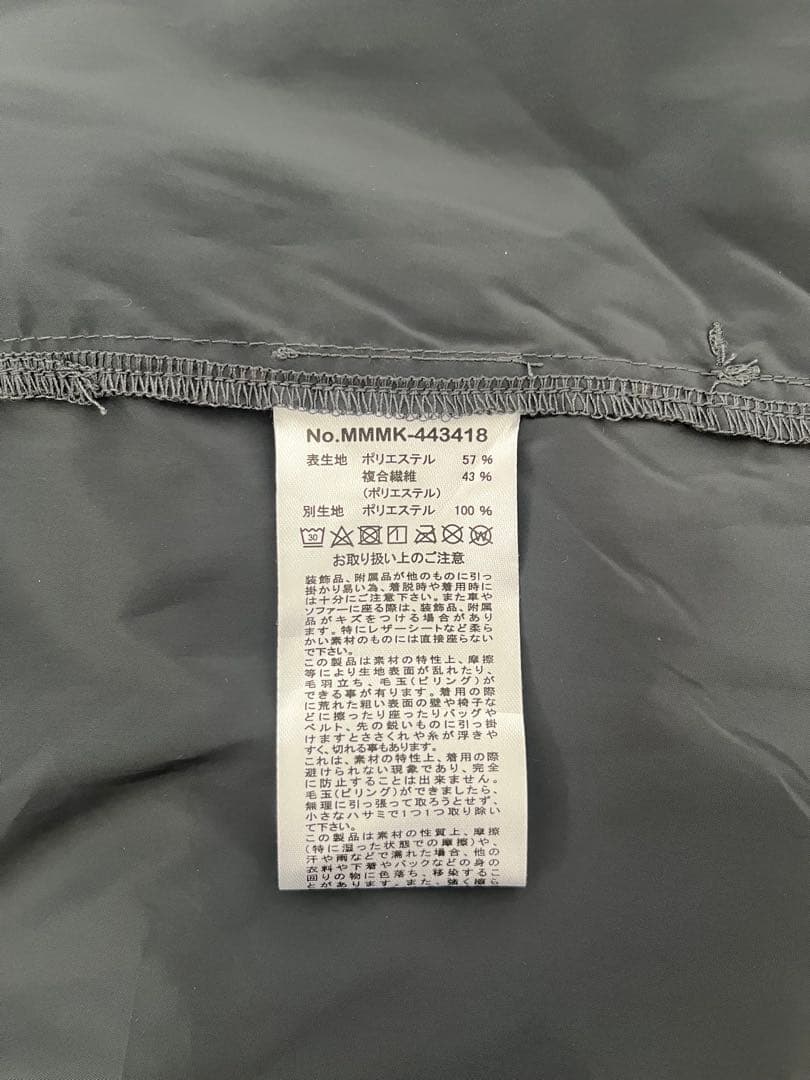 No.MMMK-443418
表生地 ポリエステル 57 %
複合繊維 43 %
(ポリエステル)
別生地 ポリエステル 100 %
30 W
お取り扱い上のご注意
装飾品、附属品が他のものに引っ
掛かり易い為、着脱時や着用時に
は十分にご注意下さい。また車や
ソファーに座る際は、装飾品、附属
品がキズをつける場合があり
ます。特にレザーシートなど柔ら
かい素材のものには直接座らない
で下さい。
この製品は素材の特性上、摩擦
等により生地表面が乱れたり、
毛羽立ち、毛玉(ピリング)が
できる事が有ります。着用の際
に荒れた粗い表面の壁や椅子な
どに擦ったり座ったりバッグや
ベルト、先の鋭いものに引っ掛
けますとささくれや糸が浮きや
すく、切れる事もあります。
これは、素材の特性上、着用の際
避けられない現象であり、完全
に防止することは出来ません。
毛玉(ピリング)ができましたら、
無理に引っ張って取ろうとせず、
小さなハサミで1つ1つ取り除い
て下さい。
この製品は素材の性質上、摩擦
(特に湿った状態での摩擦)や、
汗や雨などで濡れた場合、他の
衣料や下着やバックなどの身の
回りの物に色落ち、移染するこ
とがあります。また、強く擦ら